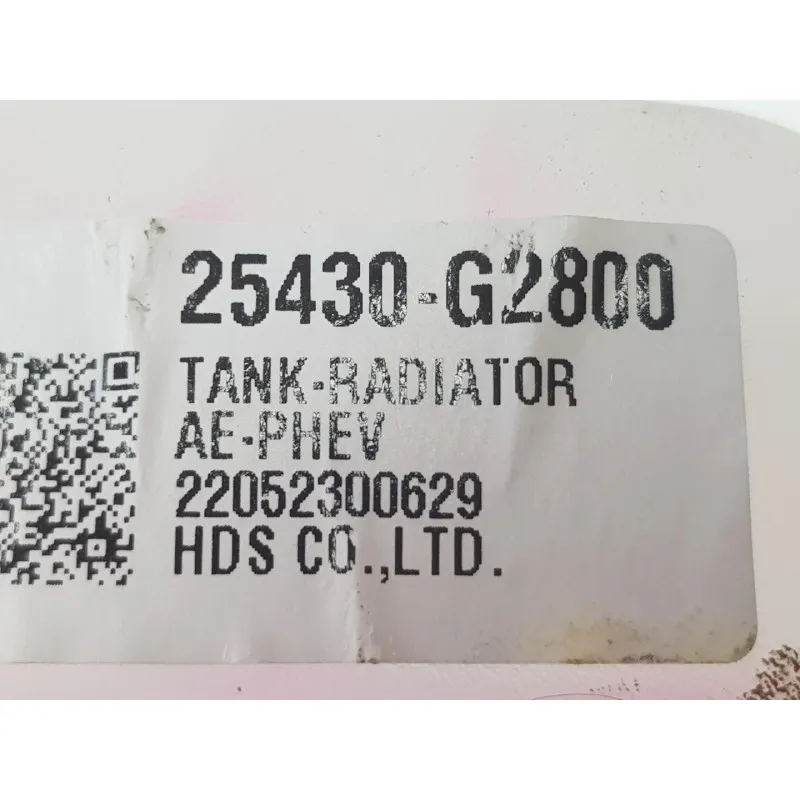 25430-G2800
TANK-RADIATOR
AE-PHEV
22052300629
HDS CO.,LTD.